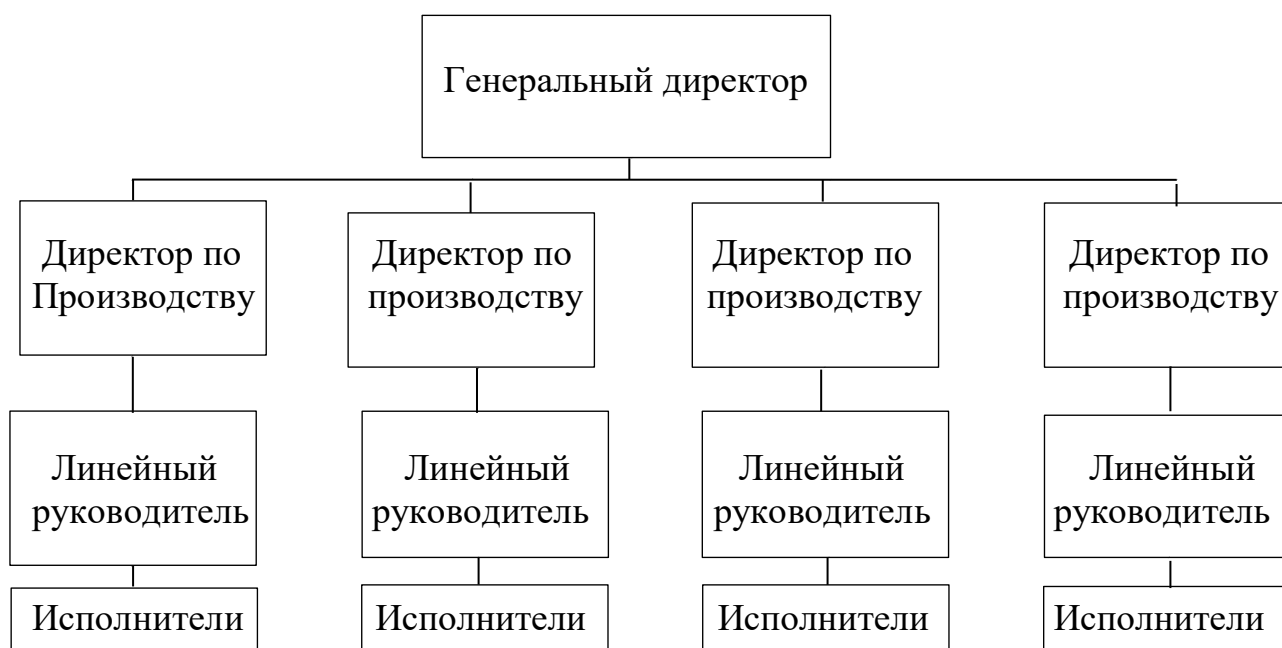 Генеральный директор
Директор по
Производству
Директор по
производству
Директор по
производству
Директор по
производству
Линейный
руководитель
Линейный
руководитель
Линейный
руководитель
Линейный
руководитель
Исполнители
Исполнители
Исполнители
Исполнители